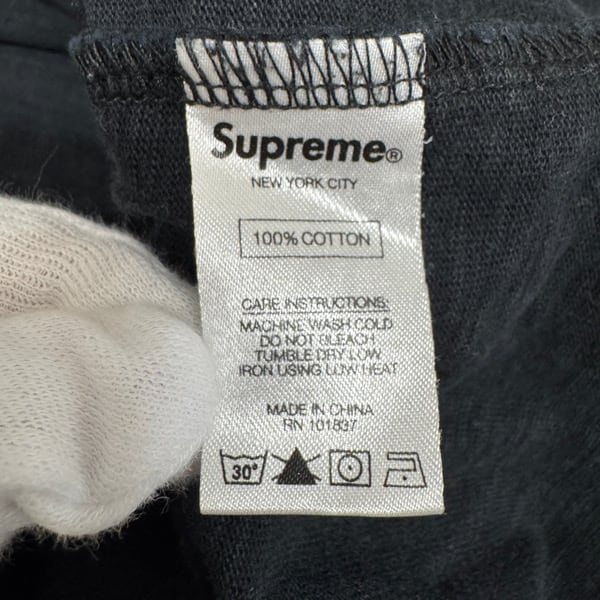 Supreme®
NEW YORK CITY
100% COTTON
CARE INSTRUCTIONS:
MACHINE WASH COLD
DO NOT BLEACH
TUMBLE DRY LOW
IRON USING LOW HEAT
MADE IN CHINA
RN 101837
30°